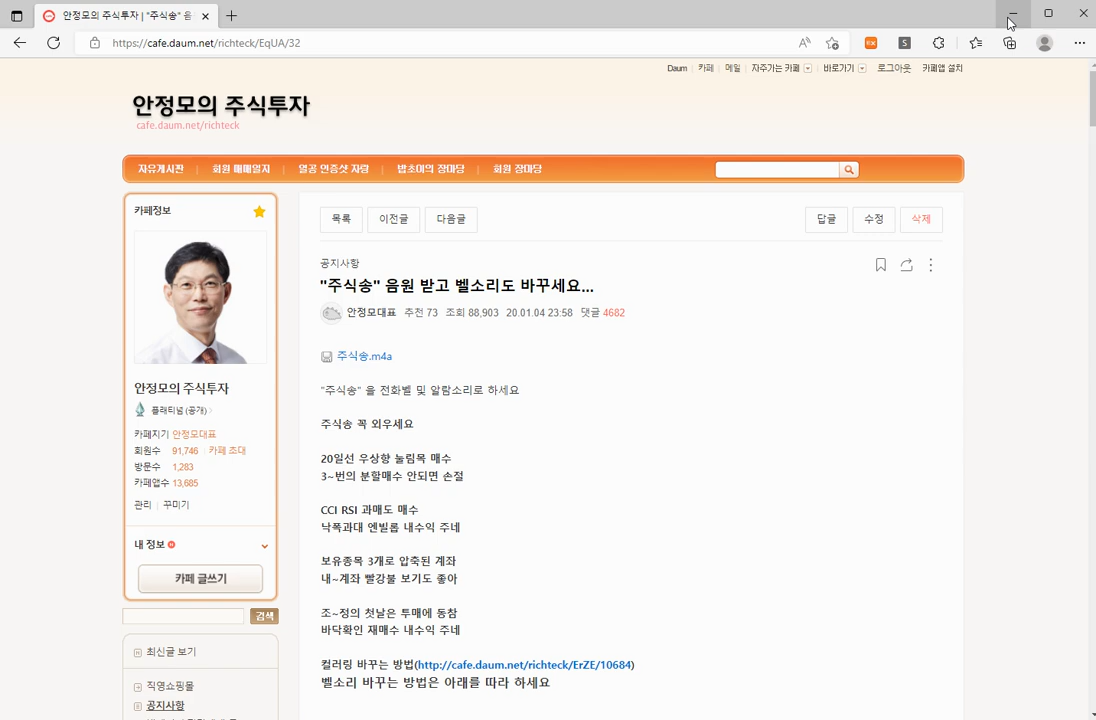 안정모의 주식투자 | "주식송" 음
https://cafe.daum.net/richteck/EqUA/32
Daum | 카페 | 메일 | 자주가는 카페 | 바로가기 | 로그아웃 카페앱 설치
안정모의 주식투자
cafe.daum.net/richteck
자유게시판 | 회원 매매일지 | 열공 인증샷 자랑 | 밥초이의 장마당 | 회원 장마당
카페정보
안정모의 주식투자
플래티넘 (공개)
카페지기 안정모대표
회원수 91,746 카페 초대
방문수 1,283
카페앱수 13,685
관리 | 꾸미기
내 정보
카페 글쓰기
검색
최신글 보기
직영쇼핑몰
공지사항
목록 이전글 다음글 답글 수정 삭제
공지사항
"주식송" 음원 받고 벨소리도 바꾸세요...
안정모대표 추천 73 조회 88,903 20.01.04 23:58 댓글 4682
주식송.m4a
"주식송" 을 전화벨 및 알람소리로 하세요
주식송 꼭 외우세요
20일선 우상향 눌림목 매수
3~번의 분할매수 안되면 손절
CCI RSI 과매도 매수
낙폭과대 엔빌롭 내수익 주네
보유종목 3개로 압축된 계좌
내~계좌 빨강불 보기도 좋아
조~정의 첫날은 투매에 동참
바닥확인 재매수 내수익 주네
컬러링 바꾸는 방법(http://cafe.daum.net/richteck/ErZE/10684)
벨소리 바꾸는 방법은 아래를 따라 하세요